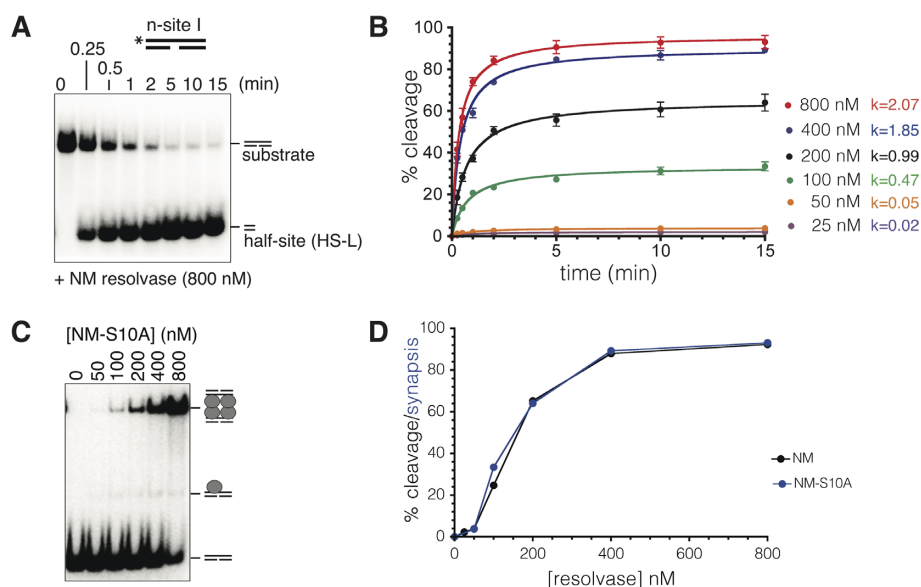 A
n-site I
*
0.25
0.5
0 1 2 5 10 15 (min)
substrate
half-site (HS-L)
+ NM resolvase (800 nM)
B
% cleavage
100
80
60
40
20
0
0 5 10 15
time (min)
800 nM k=2.07
400 nM k=1.85
200 nM k=0.99
100 nM k=0.47
50 nM k=0.05
25 nM k=0.02
C
[NM-S10A] (nM)
0 50 100 200 400 800
D
% cleavage/synapsis
100
80
60
40
20
0
0 200 400 600 800
[resolvase] nM
NM
NM-S10A